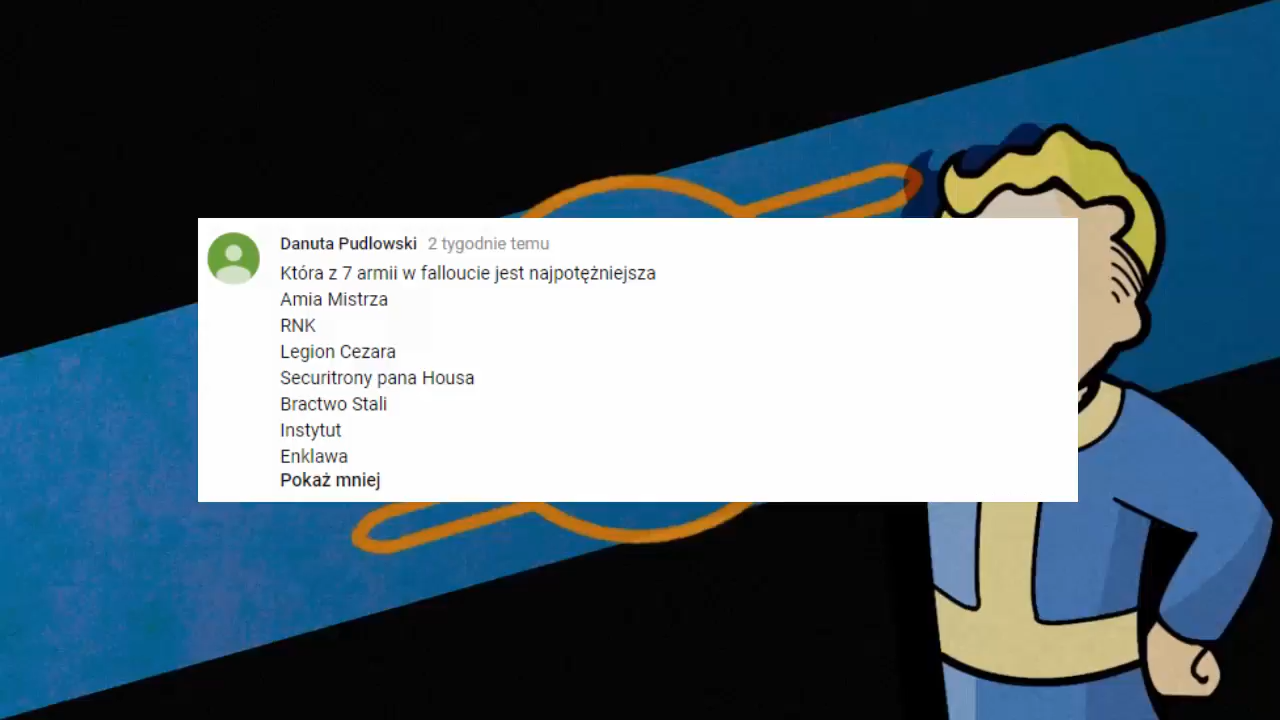 Danuta Pudlowski 2 tygodnie temu
Która z 7 armii w falloucie jest najpotężniejsza
Amia Mistrza
RNK
Legion Cezara
Securitrony pana Housa
Bractwo Stali
Instytut
Enklawa
Pokaż mniej